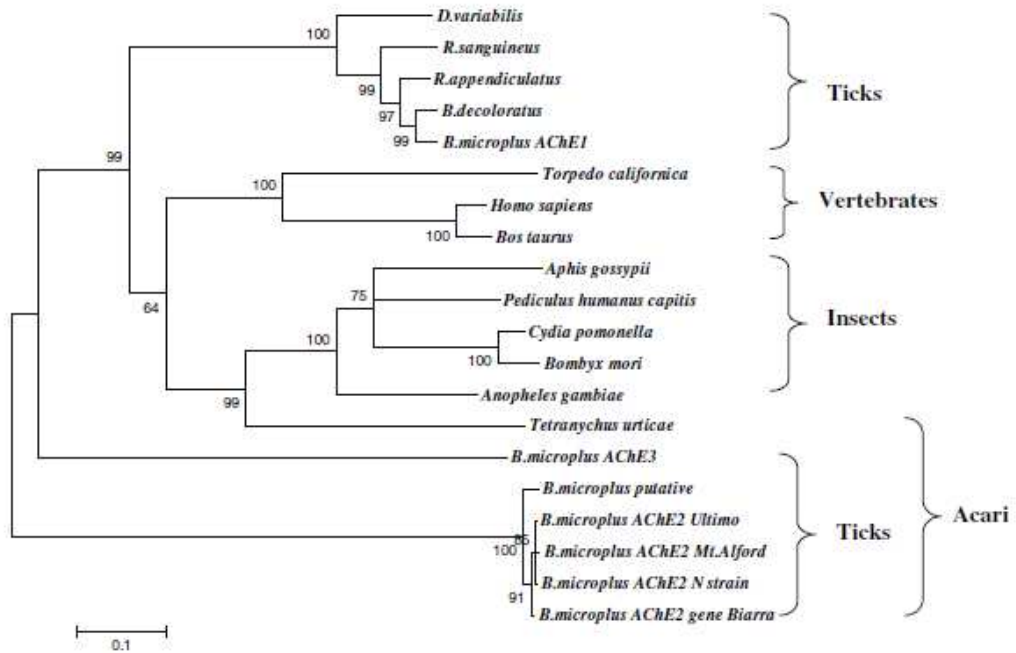 D.variabilis
100
R.sanguineus
99
R.appendiculatus
97
B.decoloratus
99
B.microplus AChE1
Ticks
99
Torpedo californica
100
Homo sapiens
100
Bos taurus
Vertebrates
64
Aphis gossypii
75
Pediculus humanus capitis
Cydia pomonella
100
Bombyx mori
100
Anopheles gambiae
Insects
99
Tetranychus urticae
B.microplus AChE3
B.microplus putative
B.microplus AChE2 Ultimo
100
B.microplus AChE2 Mt.Alford
B.microplus AChE2 N strain
91
B.microplus AChE2 gene Biarra
Ticks
Acari
0.1